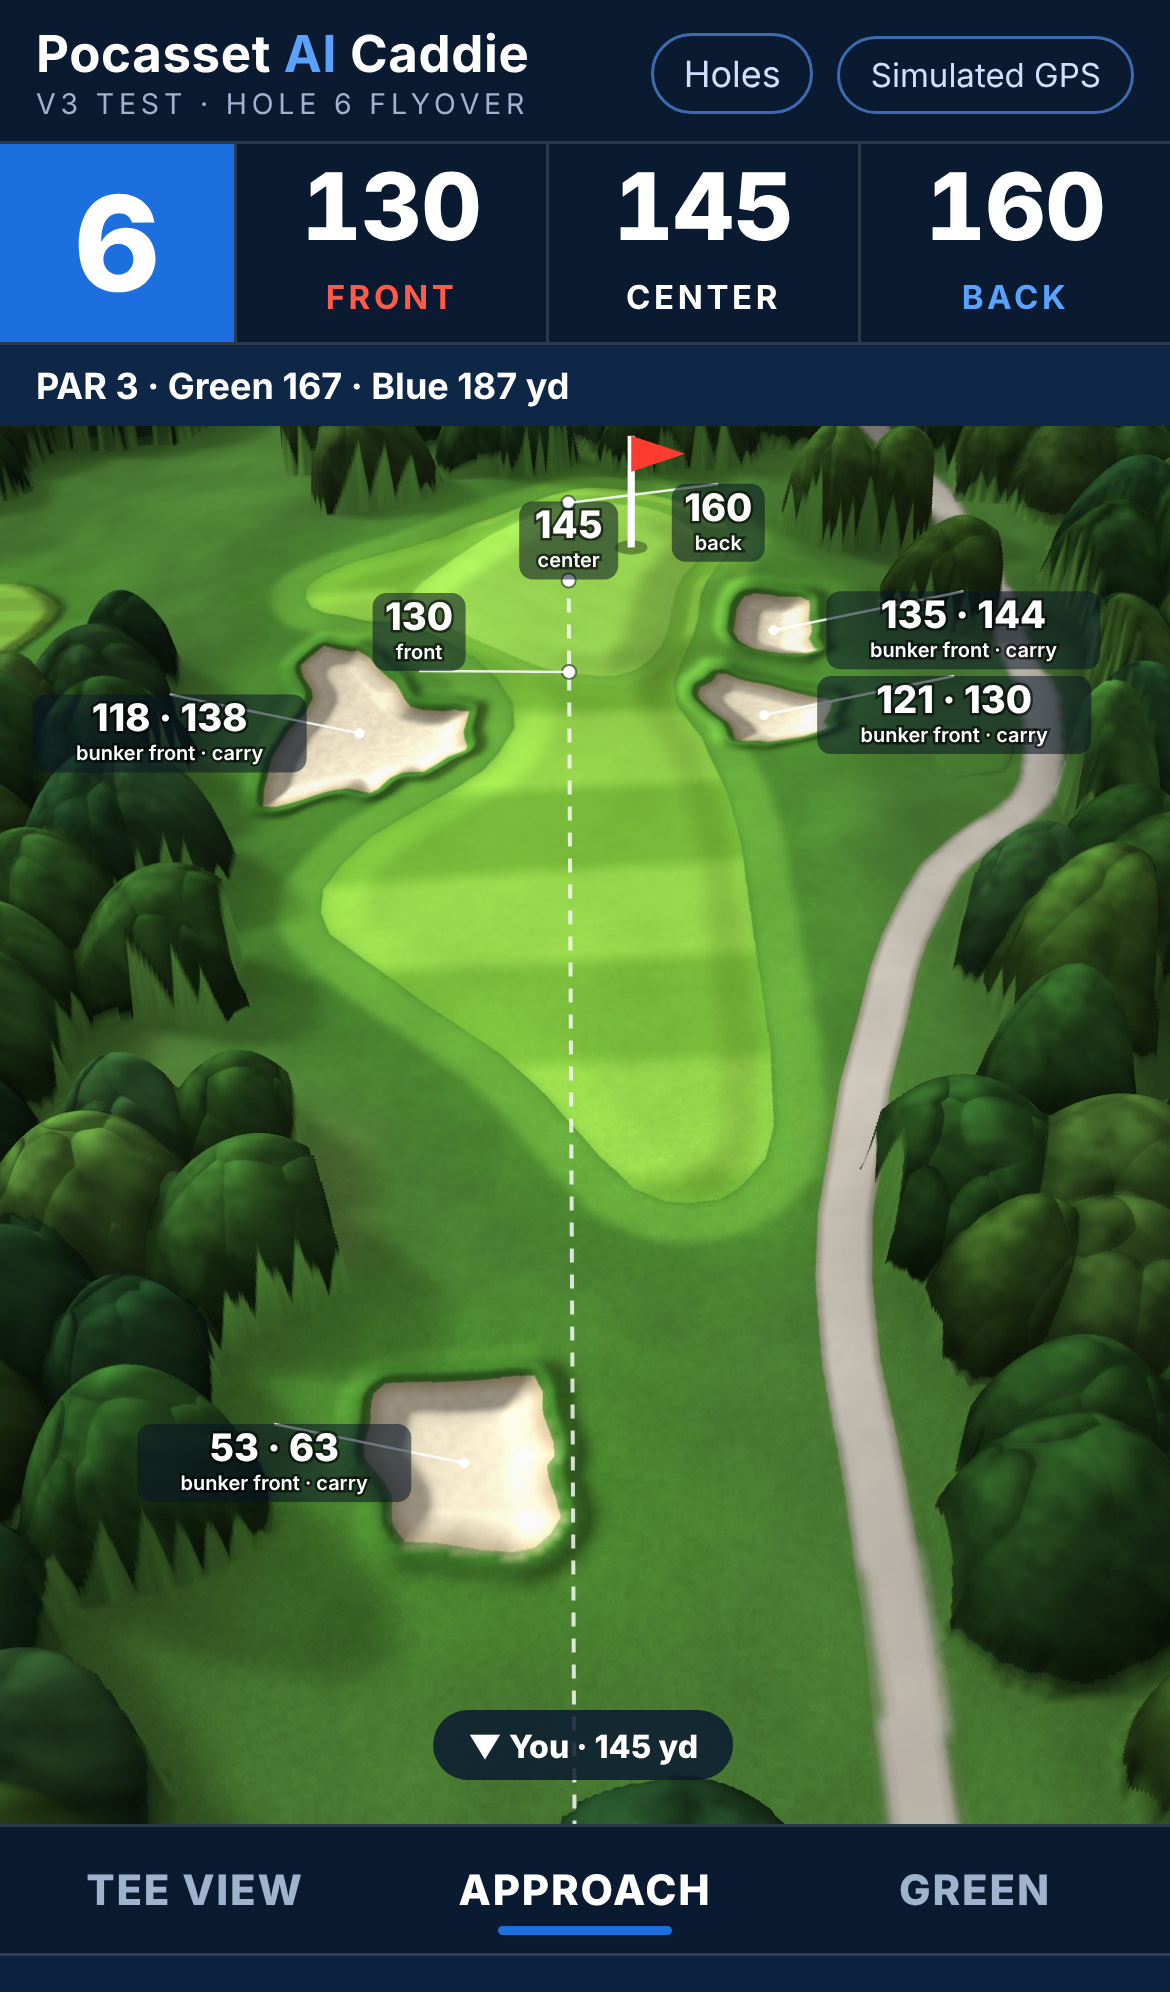 Pocasset AI Caddie
V3 TEST · HOLE 6 FLYOVER
Holes
Simulated GPS
6
130
FRONT
145
CENTER
160
BACK
PAR 3 · Green 167 · Blue 187 yd
145
center
160
back
130
front
135 · 144
bunker front · carry
118 · 138
bunker front · carry
121 · 130
bunker front · carry
53 · 63
bunker front · carry
▼ You · 145 yd
TEE VIEW
APPROACH
GREEN